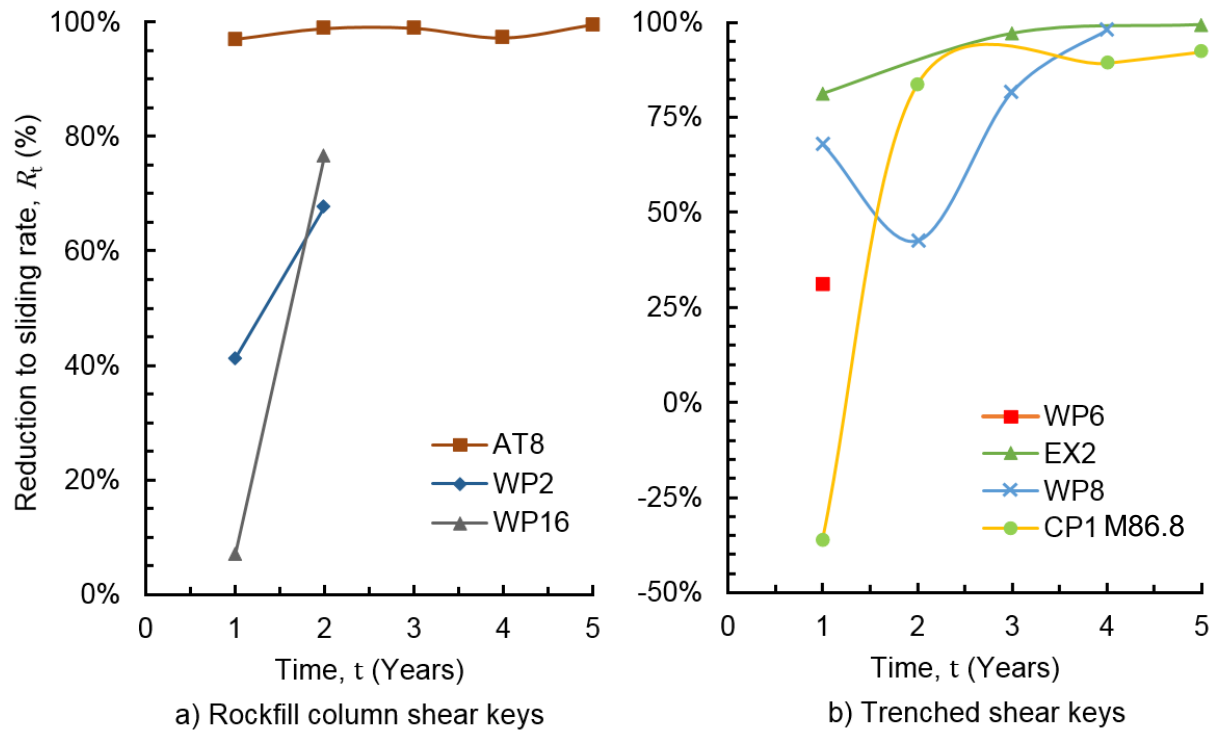 Reduction to sliding rate, Rt (%)
100%
80%
60%
40%
20%
0%
0 1 2 3 4 5
Time, t (Years)
AT8
WP2
WP16
a) Rockfill column shear keys
100%
75%
50%
25%
0%
-25%
-50%
0 1 2 3 4 5
Time, t (Years)
WP6
EX2
WP8
CP1 M86.8
b) Trenched shear keys